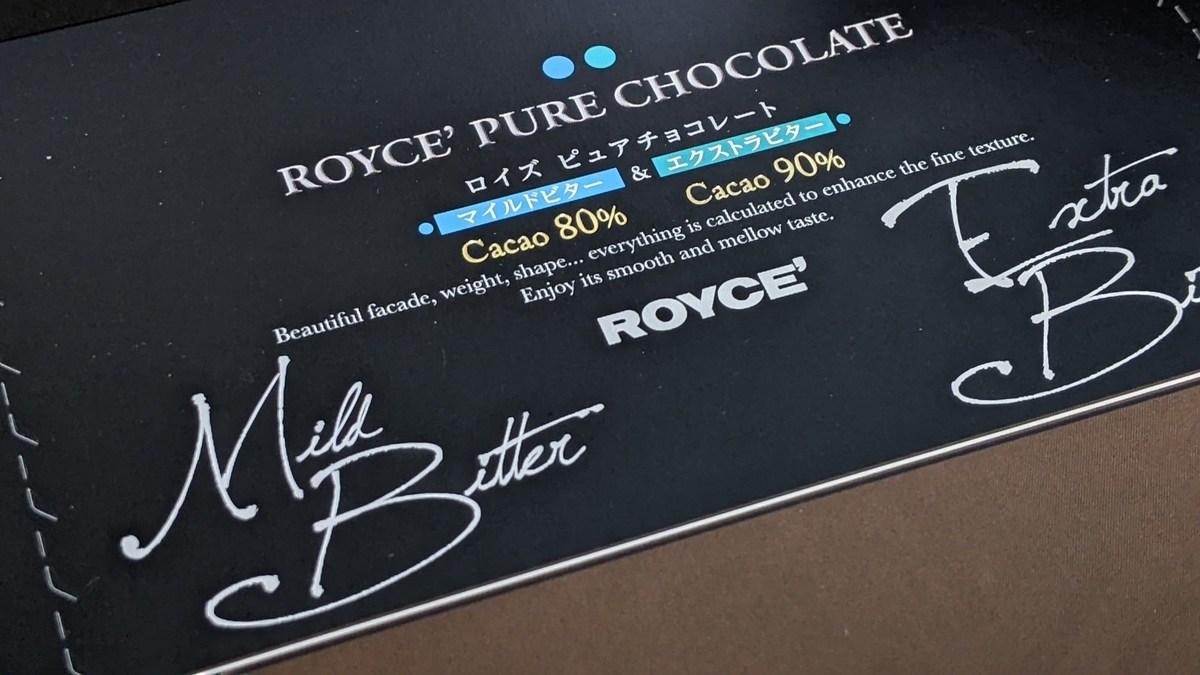 ROYCE' PURE CHOCOLATE
ロイズ ピュアチョコレート
マイルドビター & エクストラビター
Cacao 80% Cacao 90%
Beautiful facade, weight, shape... everything is calculated to enhance the fine texture.
Enjoy its smooth and mellow taste.
ROYCE'
Extra
Mild
Bitter